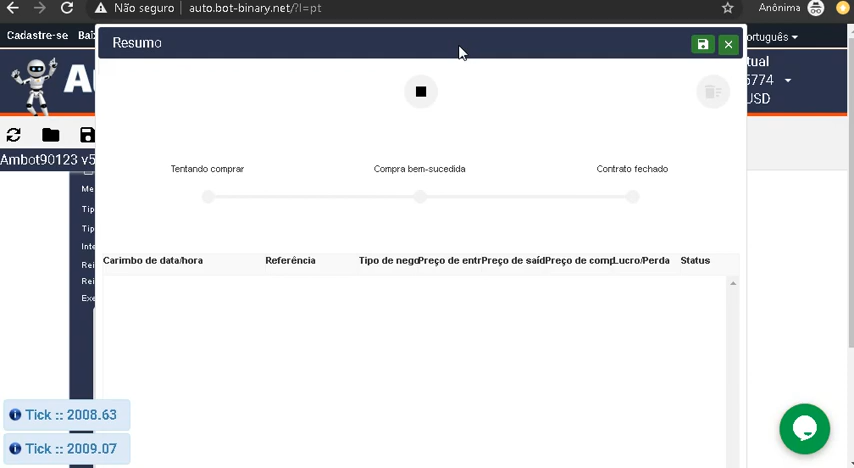 Não seguro
auto.bot-binary.net/?l=pt
Anônima
Cadastre-se
Resumo
ortuguês
tual
5774
USD
Ambot90123 v5
Me
Tip
Tip
Inte
Rei
Rei
Exe
Tentando comprar
Compra bem-sucedida
Contrato fechado
Carimbo de data/hora
Referência
Tipo de nego
Preço de entr
Preço de saíd
Preço de comp
Lucro/Perda
Status
Tick :: 2008.63
Tick :: 2009.07